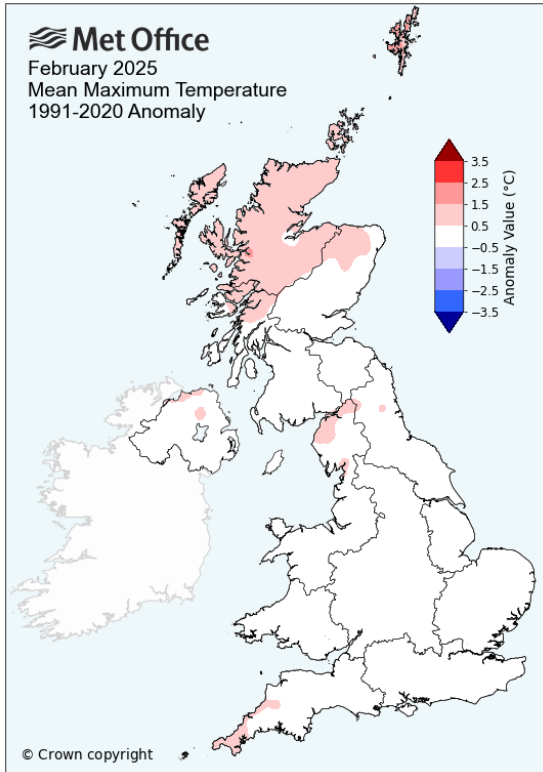 Met Office
February 2025
Mean Maximum Temperature
1991-2020 Anomaly
3.5
2.5
1.5
0.5
−0.5
−1.5
−2.5
−3.5
Anomaly Value (°C)
© Crown copyright